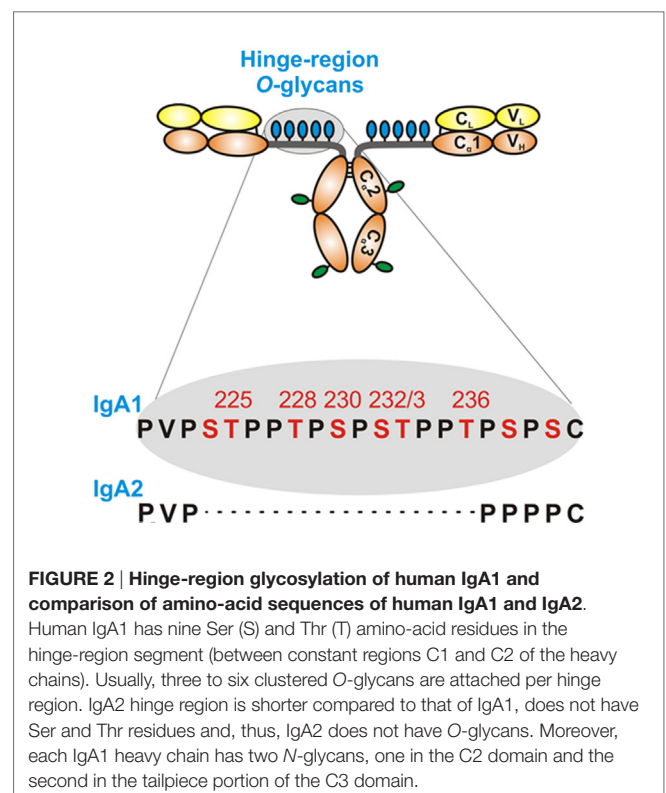 Hinge-region
O-glycans
C_L V_L
C_α1 V_H
C_α2
C_α3
IgA1 225 228 230 232/3 236
PVPSTPPTPSPSTPPTPSPSC
IgA2
PVP - - - - - - - - - - - - - - - - - - - - - PPPPC
FIGURE 2 | Hinge-region glycosylation of human IgA1 and
comparison of amino-acid sequences of human IgA1 and IgA2.
Human IgA1 has nine Ser (S) and Thr (T) amino-acid residues in the
hinge-region segment (between constant regions C1 and C2 of the heavy
chains). Usually, three to six clustered O-glycans are attached per hinge
region. IgA2 hinge region is shorter compared to that of IgA1, does not have
Ser and Thr residues and, thus, IgA2 does not have O-glycans. Moreover,
each IgA1 heavy chain has two N-glycans, one in the C2 domain and the
second in the tailpiece portion of the C3 domain.